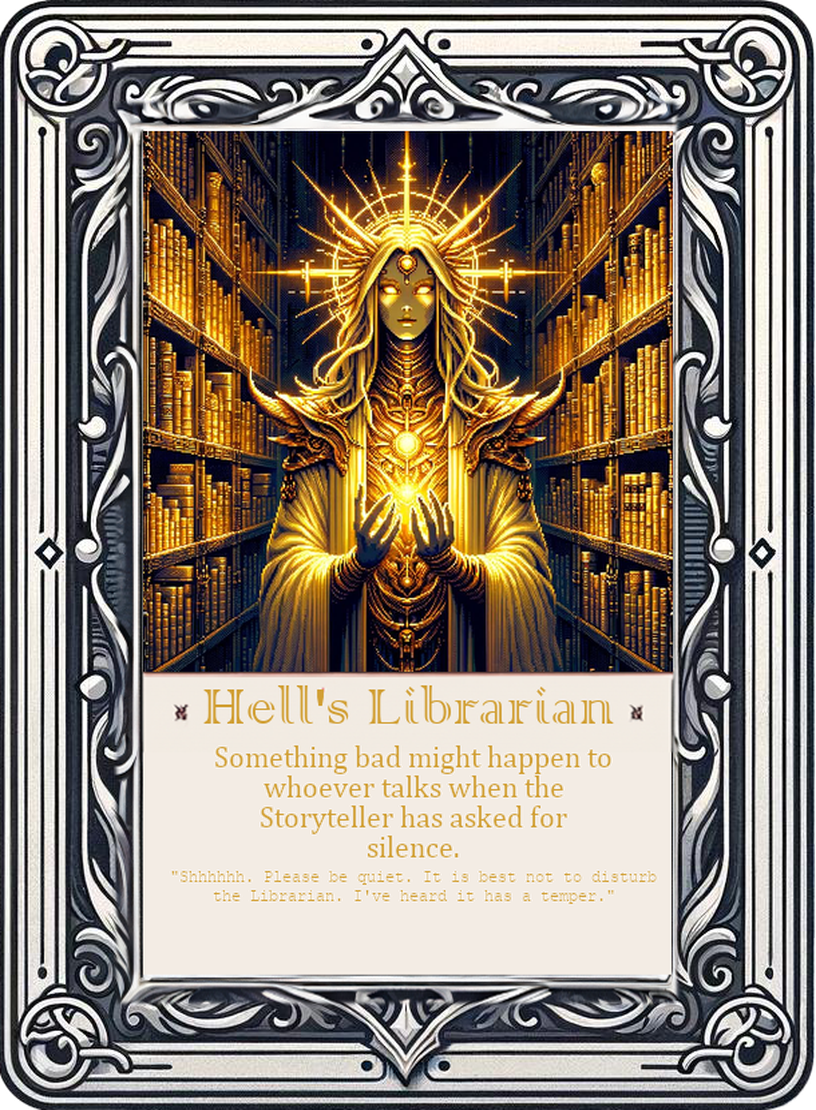 Hell's Librarian
Something bad might happen to
whoever talks when the
Storyteller has asked for
silence.
"Shhhhhh. Please be quiet. It is best not to disturb
the Librarian. I've heard it has a temper."